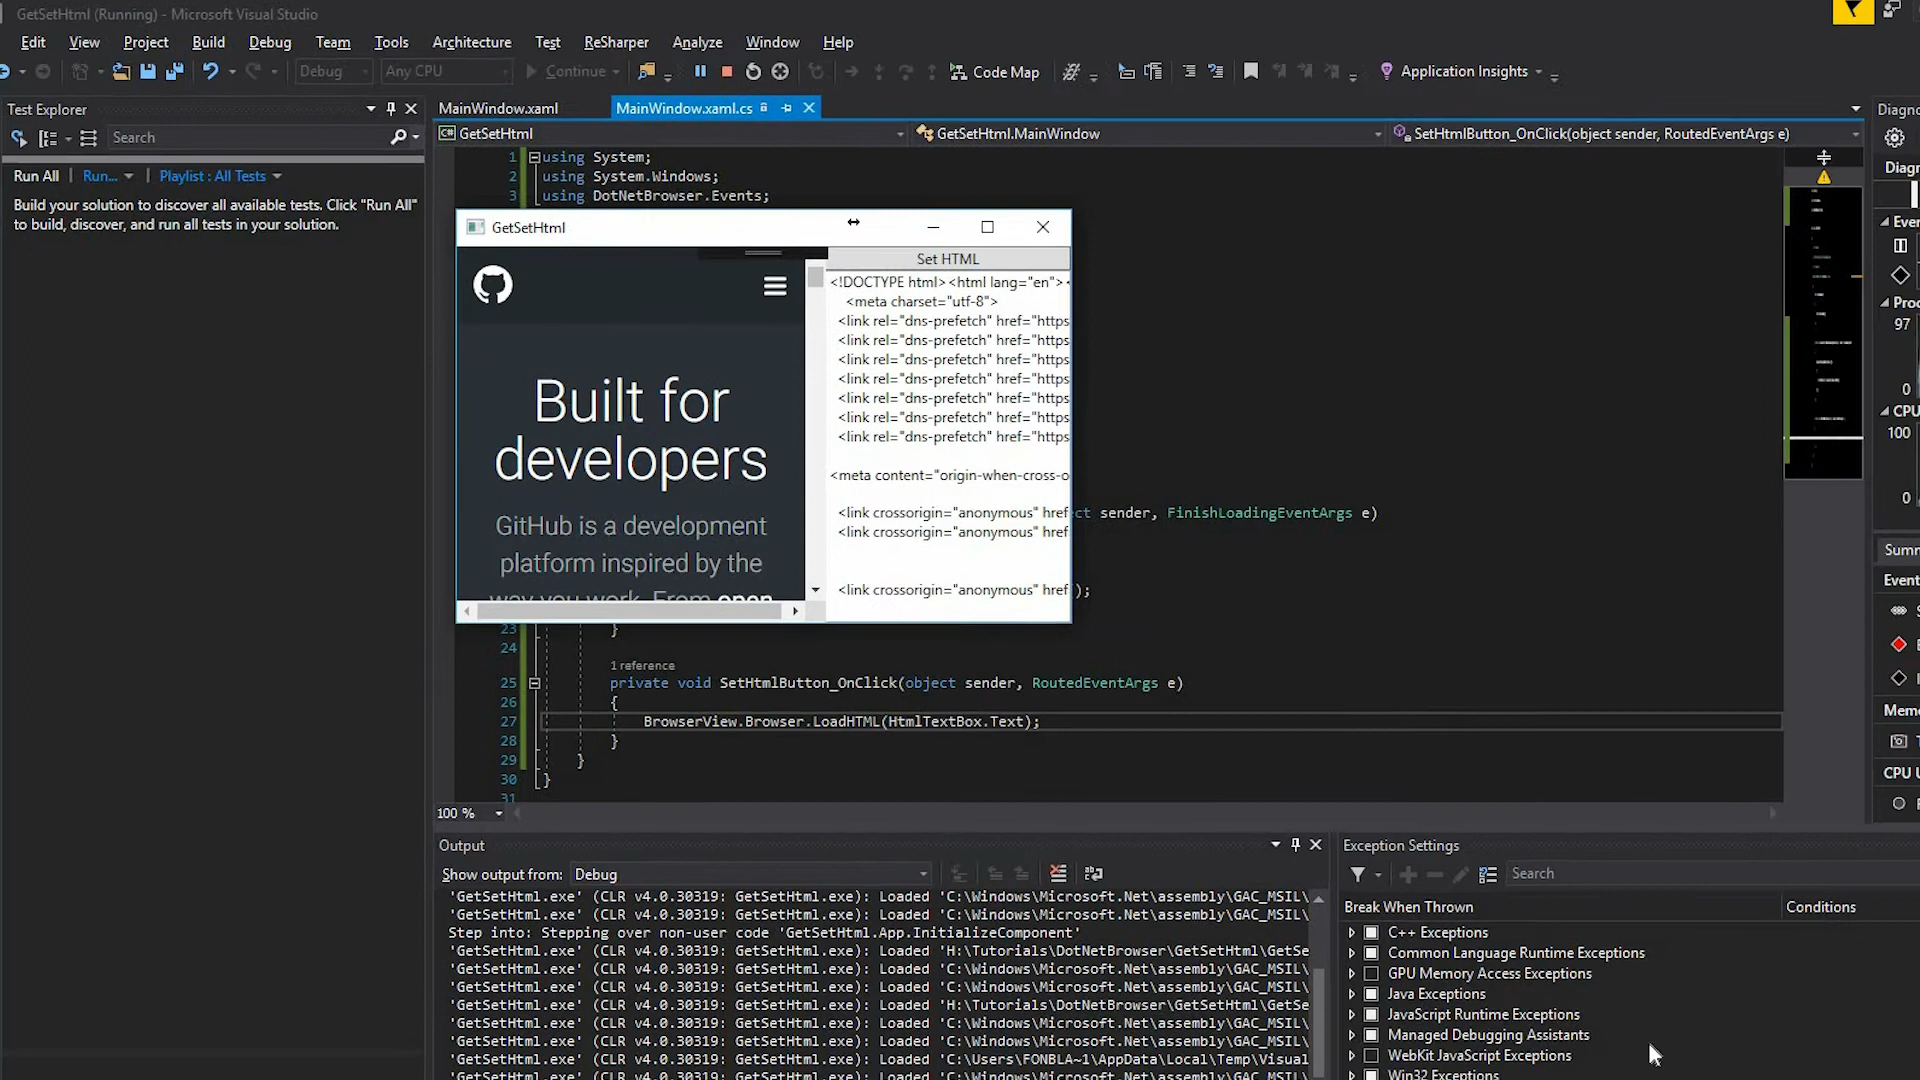 GetSetHtml (Running) - Microsoft Visual Studio
Edit View Project Build Debug Team Tools Architecture Test ReSharper Analyze Window Help
Debug Any CPU Continue Code Map Application Insights
Test Explorer
Search
Run All Run... Playlist : All Tests
Build your solution to discover all available tests. Click "Run All"
to build, discover, and run all tests in your solution.
MainWindow.xaml MainWindow.xaml.cs
GetSetHtml GetSetHtml.MainWindow SetHtmlButton_OnClick(object sender, RoutedEventArgs e)
1 using System;
2 using System.Windows;
3 using DotNetBrowser.Events;
GetSetHtml
Built for
developers
GitHub is a development
platform inspired by the
way you work. From open
Set HTML
<!DOCTYPE html><html lang="en">
<meta charset="utf-8">
<link rel="dns-prefetch" href="https
<link rel="dns-prefetch" href="https
<link rel="dns-prefetch" href="https
<link rel="dns-prefetch" href="https
<link rel="dns-prefetch" href="https
<link rel="dns-prefetch" href="https
<link rel="dns-prefetch" href="https
<meta content="origin-when-cross-o
<link crossorigin="anonymous" href
<link crossorigin="anonymous" href
<link crossorigin="anonymous" href
ct sender, FinishLoadingEventArgs e)
);
23 }
24
1 reference
25 private void SetHtmlButton_OnClick(object sender, RoutedEventArgs e)
26 {
27 BrowserView.Browser.LoadHTML(HtmlTextBox.Text);
28 }
29 }
30 }
31
100 %
Output
Show output from: Debug
'GetSetHtml.exe' (CLR v4.0.30319: GetSetHtml.exe): Loaded 'C:\Windows\Microsoft.Net\assembly\GAC_MSIL\
'GetSetHtml.exe' (CLR v4.0.30319: GetSetHtml.exe): Loaded 'C:\Windows\Microsoft.Net\assembly\GAC_MSIL\
Step into: Stepping over non-user code 'GetSetHtml.App.InitializeComponent'
'GetSetHtml.exe' (CLR v4.0.30319: GetSetHtml.exe): Loaded 'H:\Tutorials\DotNetBrowser\GetSetHtml\GetSe
'GetSetHtml.exe' (CLR v4.0.30319: GetSetHtml.exe): Loaded 'C:\Windows\Microsoft.Net\assembly\GAC_MSIL\
'GetSetHtml.exe' (CLR v4.0.30319: GetSetHtml.exe): Loaded 'C:\Windows\Microsoft.Net\assembly\GAC_MSIL\
'GetSetHtml.exe' (CLR v4.0.30319: GetSetHtml.exe): Loaded 'H:\Tutorials\DotNetBrowser\GetSetHtml\GetSe
'GetSetHtml.exe' (CLR v4.0.30319: GetSetHtml.exe): Loaded 'C:\Windows\Microsoft.Net\assembly\GAC_MSIL\
'GetSetHtml.exe' (CLR v4.0.30319: GetSetHtml.exe): Loaded 'C:\Windows\Microsoft.Net\assembly\GAC_MSIL\
'GetSetHtml.exe' (CLR v4.0.30319: GetSetHtml.exe): Loaded 'C:\Users\FONBLA~1\AppData\Local\Temp\Visual
'GetSetHtml.exe' (CLR v4.0.30319: GetSetHtml.exe): Loaded 'C:\Windows\Microsoft.Net\assembly\GAC_MSIL\
Exception Settings
Search
Break When Thrown Conditions
C++ Exceptions
Common Language Runtime Exceptions
GPU Memory Access Exceptions
Java Exceptions
JavaScript Runtime Exceptions
Managed Debugging Assistants
WebKit JavaScript Exceptions
Win32 Exceptions
Diagno
Diagn
Even
Proc
97
0
CPU
100
0
Summ
Event
Memo
CPU U